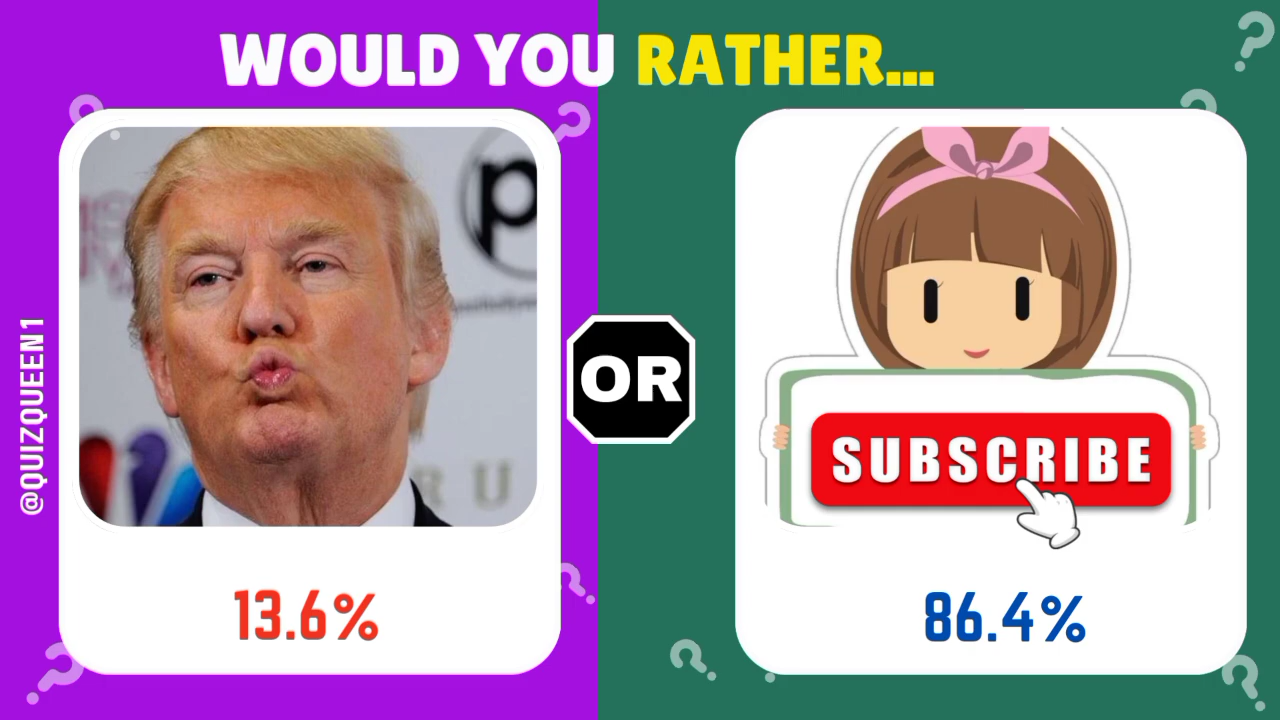 WOULD YOU RATHER...
@QUIZQUEEN1
P
R U
OR
SUBSCRIBE
13.6%
86.4%